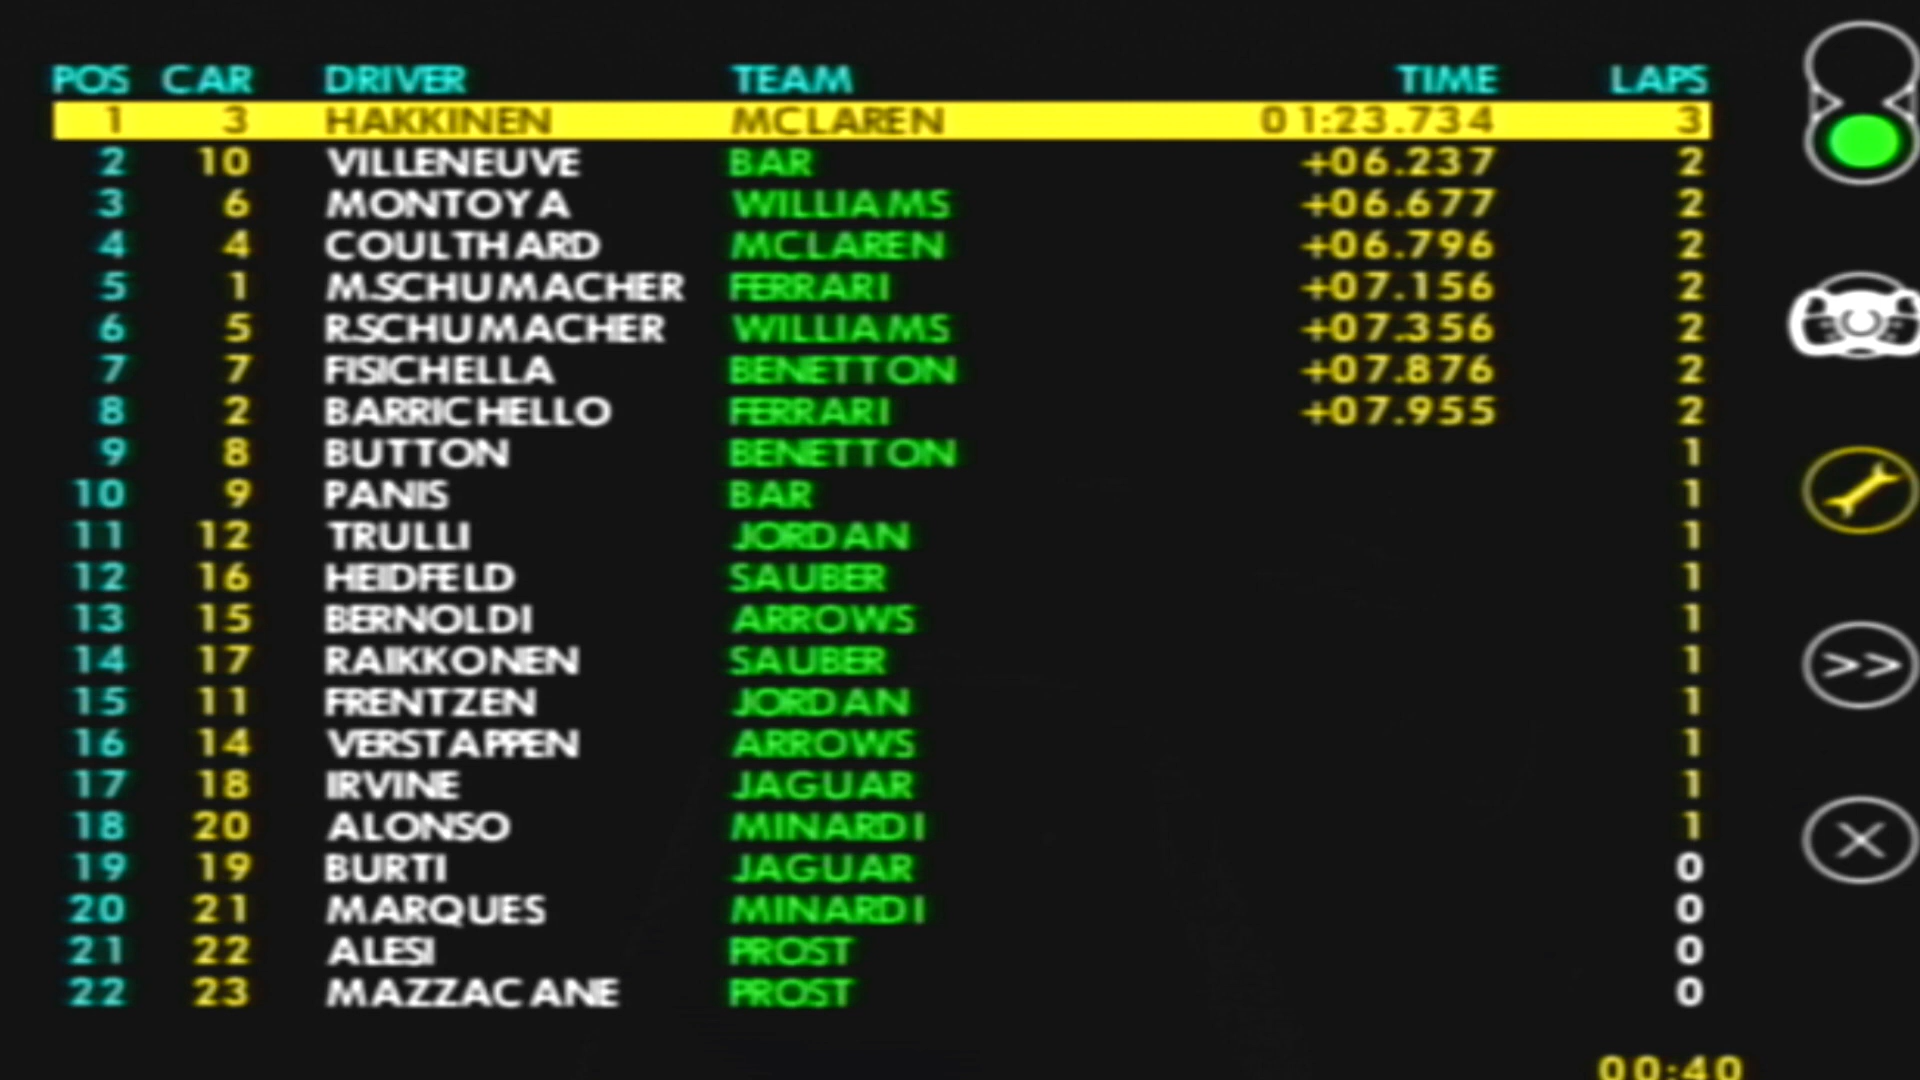 POS CAR DRIVER TEAM TIME LAPS
1 3 HAKKINEN MCLAREN 01:23.734 3
2 10 VILLENEUVE BAR +06.237 2
3 6 MONTOYA WILLIAMS +06.677 2
4 4 COULTHARD MCLAREN +06.796 2
5 1 M.SCHUMACHER FERRARI +07.156 2
6 5 R.SCHUMACHER WILLIAMS +07.356 2
7 7 FISICHELLA BENETTON +07.876 2
8 2 BARRICHELLO FERRARI +07.955 2
9 8 BUTTON BENETTON 1
10 9 PANIS BAR 1
11 12 TRULLI JORDAN 1
12 16 HEIDFELD SAUBER 1
13 15 BERNOLDI ARROWS 1
14 17 RAIKKONEN SAUBER 1
15 11 FRENTZEN JORDAN 1
16 14 VERSTAPPEN ARROWS 1
17 18 IRVINE JAGUAR 1
18 20 ALONSO MINARDI 1
19 19 BURTI JAGUAR 0
20 21 MARQUES MINARDI 0
21 22 ALESI PROST 0
22 23 MAZZACANE PROST 0
00:40